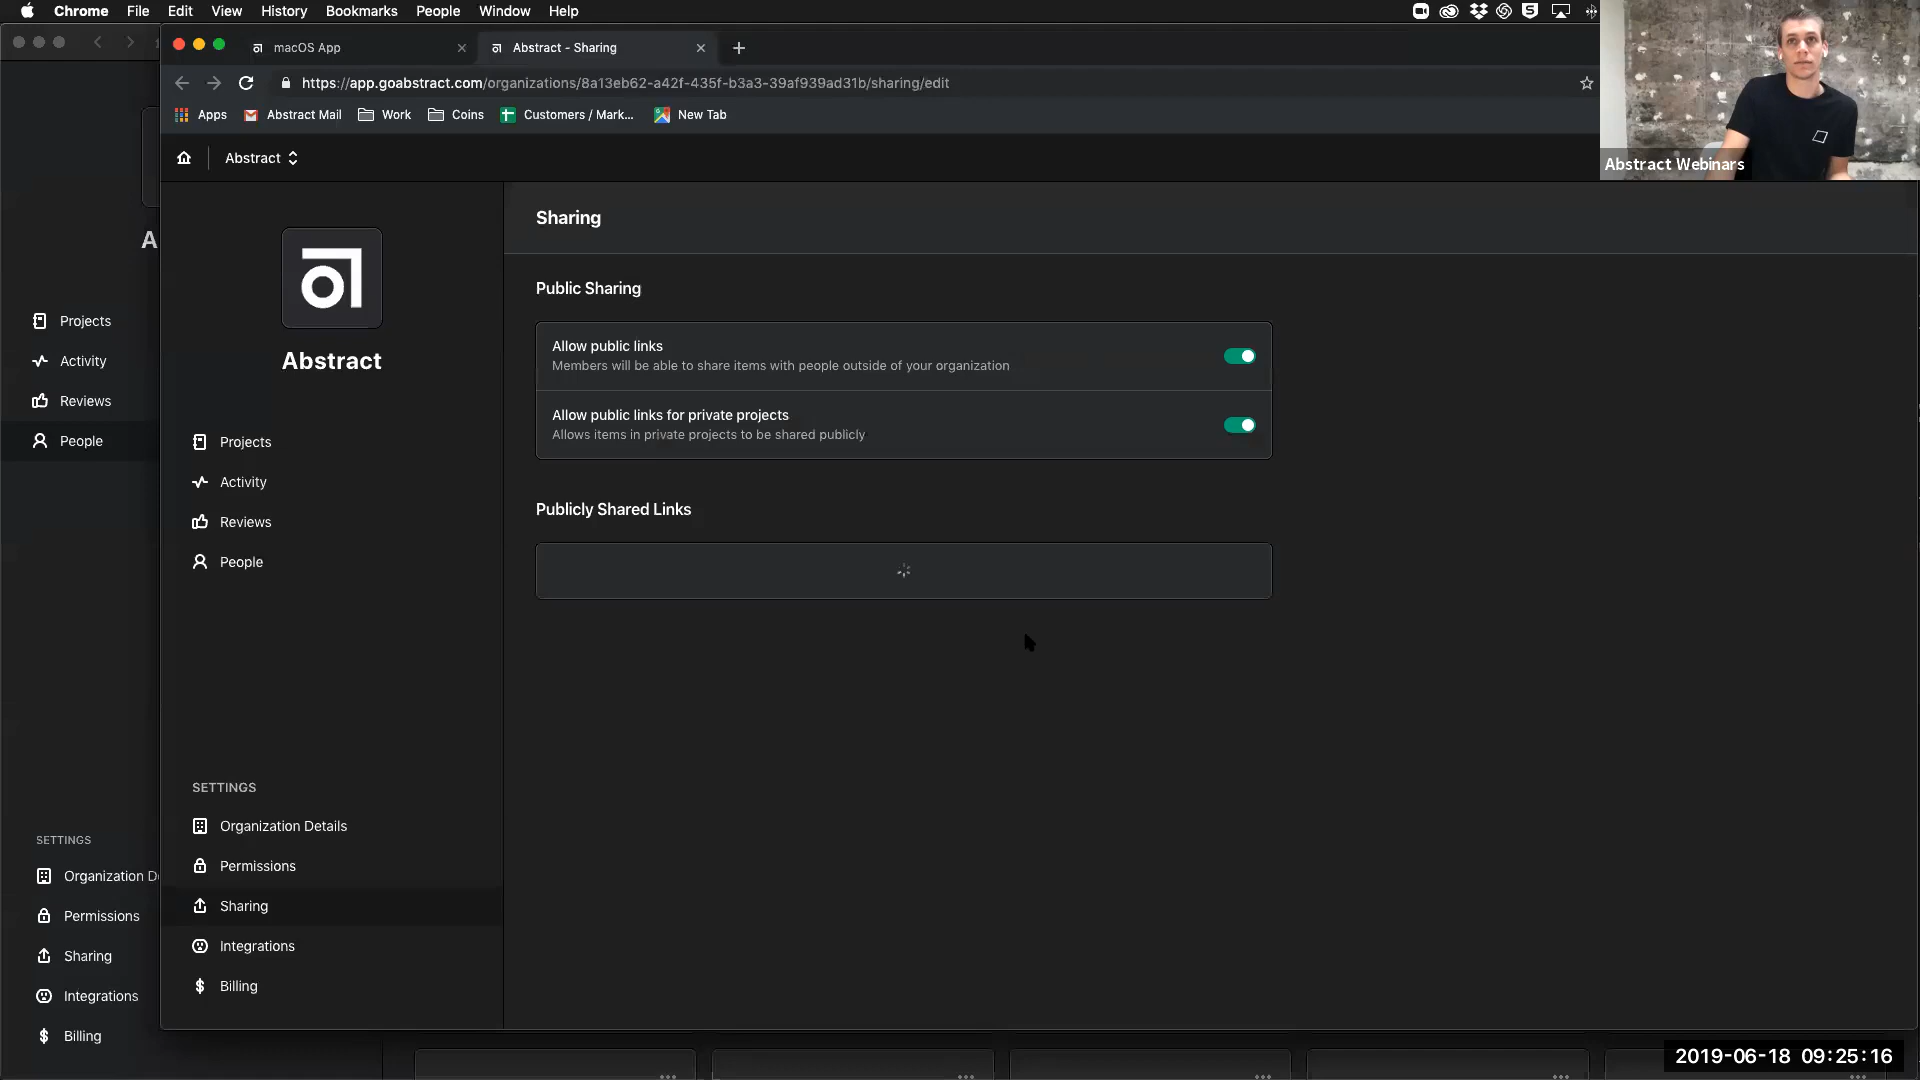 Chrome File Edit View History Bookmarks People Window Help
macOS App
Abstract - Sharing
https://app.goabstract.com/organizations/8a13eb62-a42f-435f-b3a3-39af939ad31b/sharing/edit
Apps Abstract Mail Work Coins Customers / Mark... New Tab
Abstract
Abstract Webinars
A
Projects
Activity
Reviews
People
SETTINGS
Organization D
Permissions
Sharing
Integrations
Billing
Abstract
Projects
Activity
Reviews
People
SETTINGS
Organization Details
Permissions
Sharing
Integrations
Billing
Sharing
Public Sharing
Allow public links
Members will be able to share items with people outside of your organization
Allow public links for private projects
Allows items in private projects to be shared publicly
Publicly Shared Links
2019-06-18 09:25:16